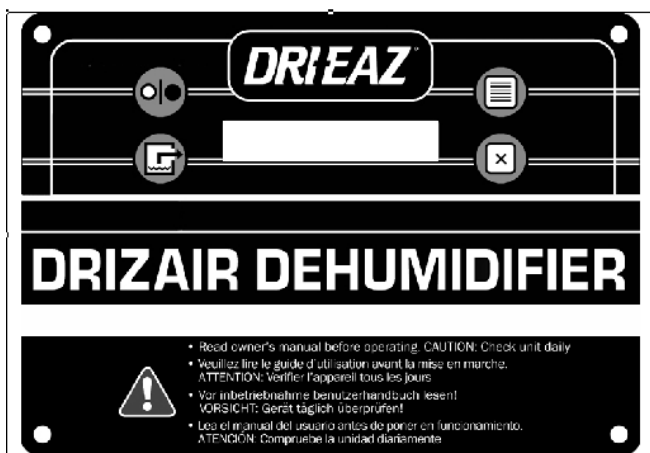 DRIEAZ
DRIZAIR DEHUMIDIFIER
• Read owner's manual before operating. CAUTION: Check unit daily
• Veuillez lire le guide d'utilisation avant la mise en marche.
ATTENTION: Verifier l'appareil tous les jours
• Vor inbetriebnahme benutzerhandbuch lesen!
VORSICHT: Gerät täglich überprüfen!
• Lea el manual del usuario antes de poner en funcionamiento.
ATENCIÓN: Compruebe la unidad diariamente